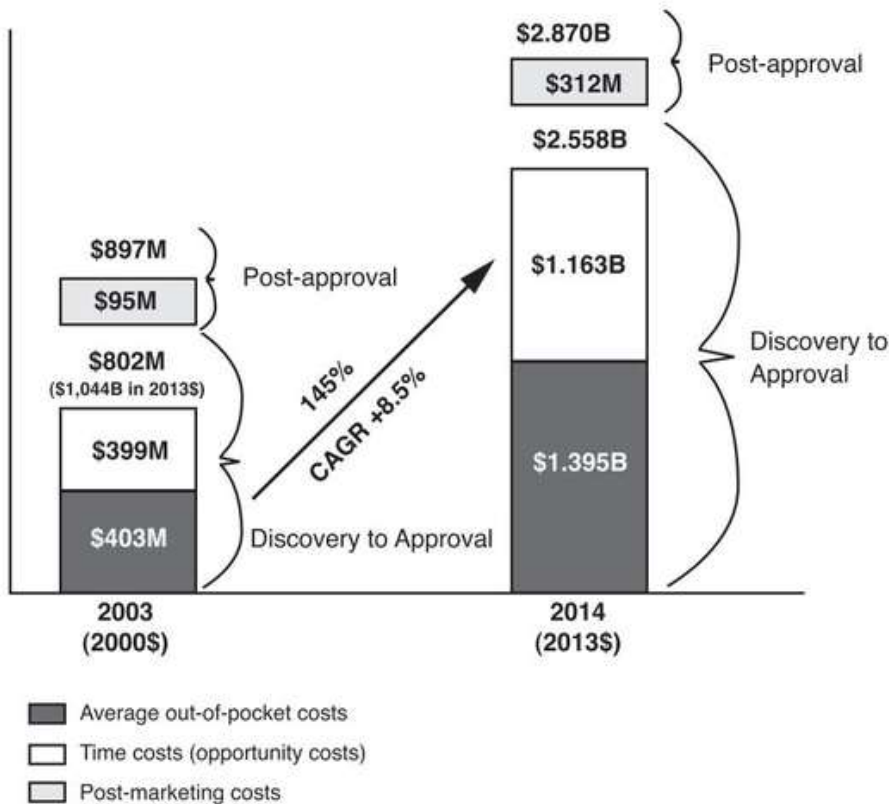 $2.870B
$312M
Post-approval
$2.558B
$1.163B
$1.395B
Discovery to
Approval
$897M
$95M
Post-approval
$802M
($1,044B in 2013$)
$399M
$403M
Discovery to Approval
145%
CAGR +8.5%
2003
(2000$)
2014
(2013$)
Average out-of-pocket costs
Time costs (opportunity costs)
Post-marketing costs